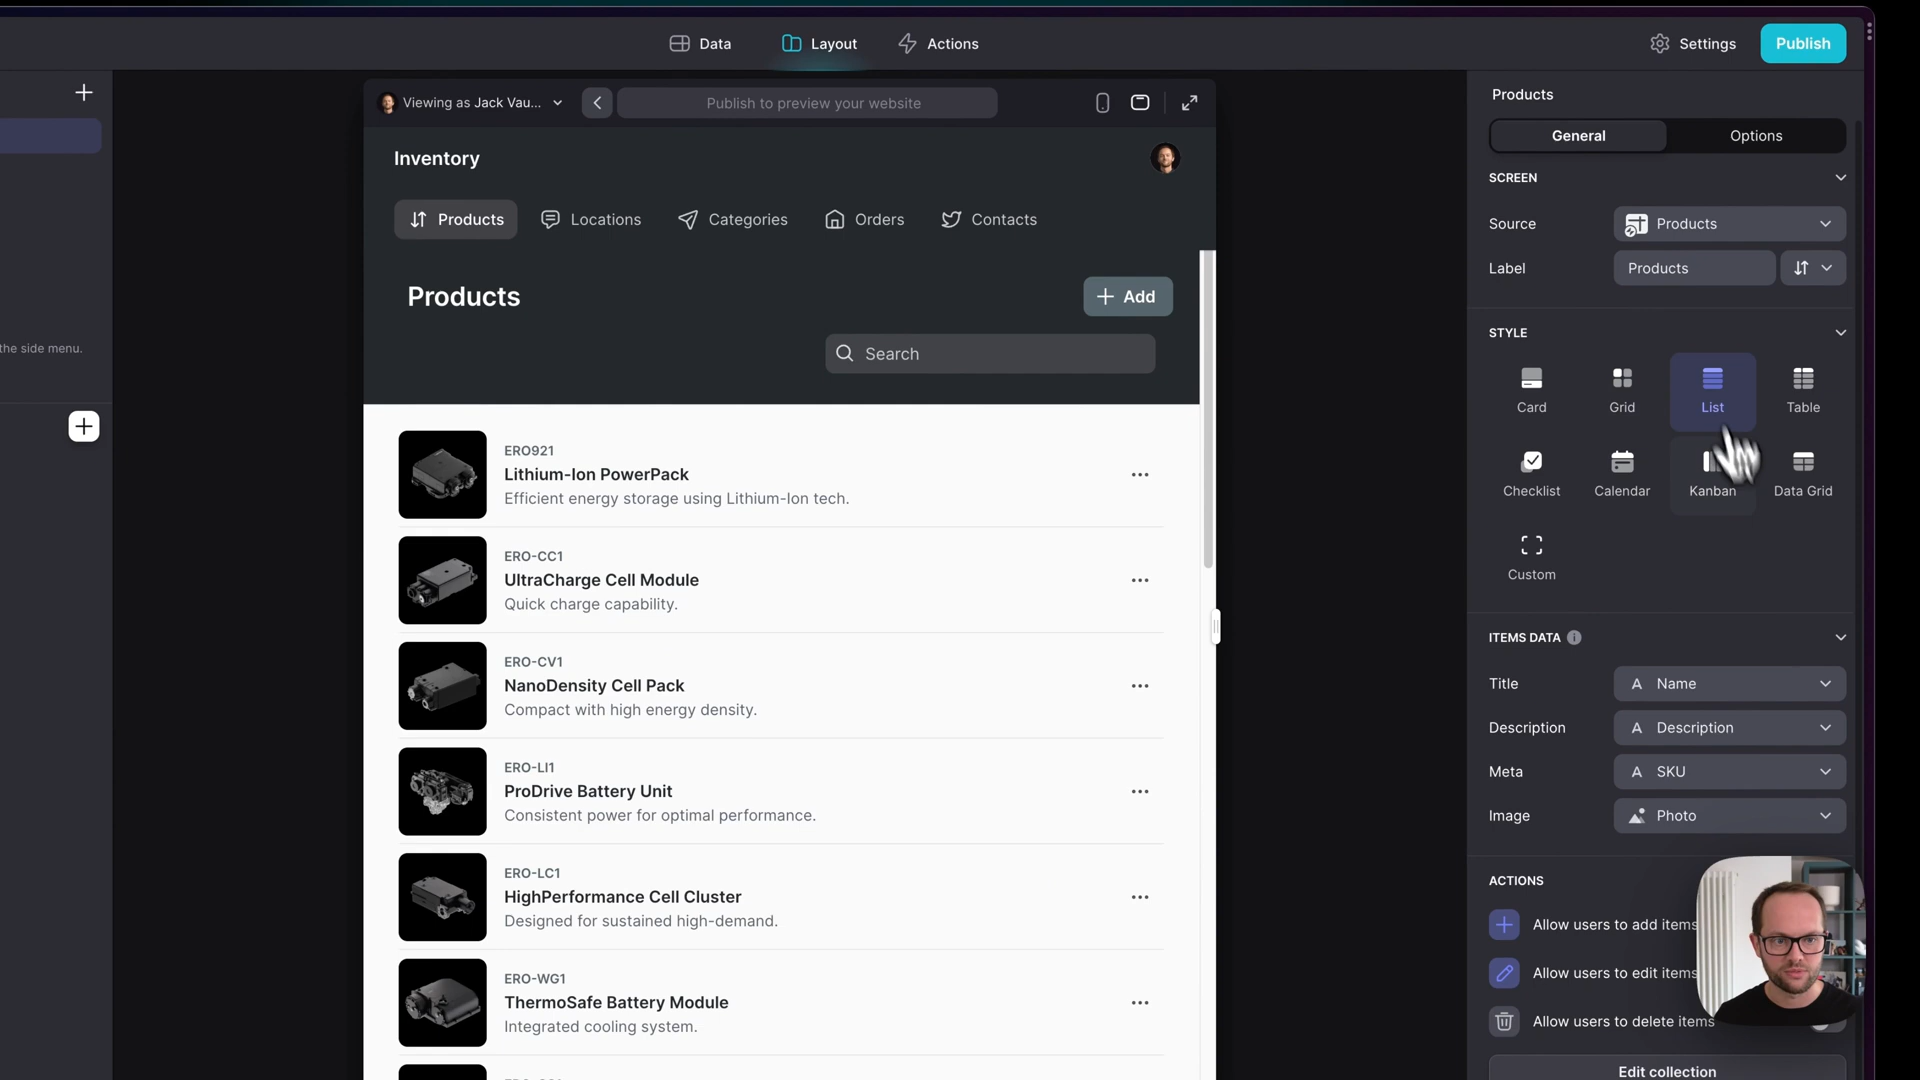 Data
Layout
Actions
Settings
Publish
the side menu.
Viewing as Jack Vau...
Publish to preview your website
Inventory
Products
Locations
Categories
Orders
Contacts
Products
Add
Search
ERO921
Lithium-Ion PowerPack
Efficient energy storage using Lithium-Ion tech.
ERO-CC1
UltraCharge Cell Module
Quick charge capability.
ERO-CV1
NanoDensity Cell Pack
Compact with high energy density.
ERO-LI1
ProDrive Battery Unit
Consistent power for optimal performance.
ERO-LC1
HighPerformance Cell Cluster
Designed for sustained high-demand.
ERO-WG1
ThermoSafe Battery Module
Integrated cooling system.
Products
General
Options
SCREEN
Source
Products
Label
Products
STYLE
Card
Grid
List
Table
Checklist
Calendar
Kanban
Data Grid
Custom
ITEMS DATA
Title
A Name
Description
A Description
Meta
A SKU
Image
Photo
ACTIONS
Allow users to add items
Allow users to edit items
Allow users to delete items
Edit collection